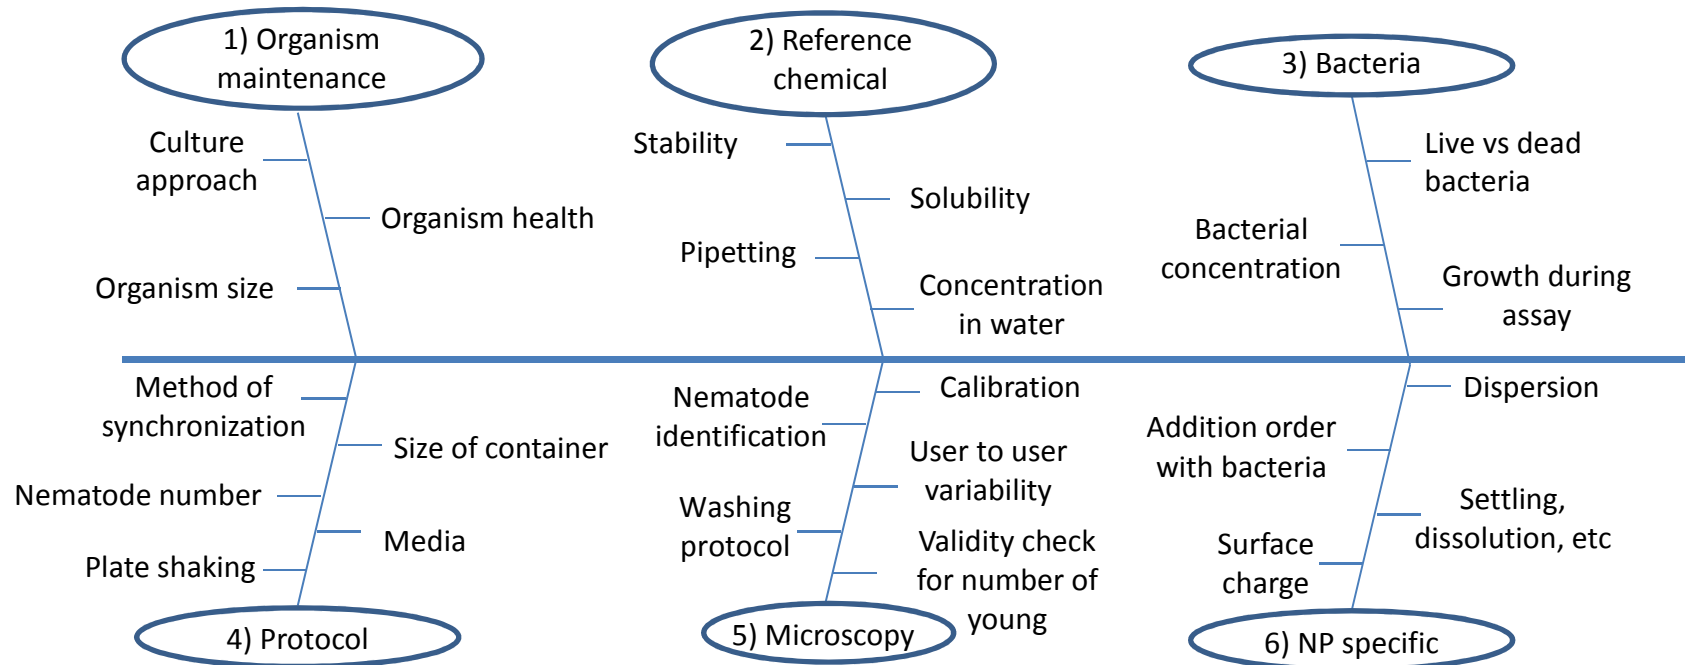 1) Organism
maintenance
Culture
approach
Organism health
Organism size
2) Reference
chemical
Stability
Solubility
Pipetting
Concentration
in water
3) Bacteria
Live vs dead
bacteria
Bacterial
concentration
Growth during
assay
Method of
synchronization
Size of container
Nematode number
Media
Plate shaking
4) Protocol
Calibration
Nematode
identification
User to user
variability
Washing
protocol
Validity check
for number of
young
5) Microscopy
Dispersion
Addition order
with bacteria
Settling,
dissolution, etc
Surface
charge
6) NP specific